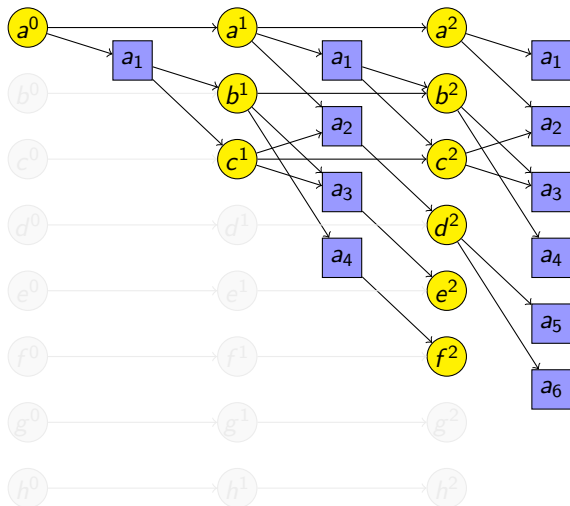 a⁰ a¹ a²
a₁ a₁ a₁
b⁰ b¹ b²
a₂ a₂
c⁰ c¹ c²
a₃ a₃
d⁰ d¹ d²
a₄ a₄
e⁰ e¹ e²
a₅
f⁰ f¹ f²
a₆
g⁰ g¹ g²
h⁰ h¹ h²